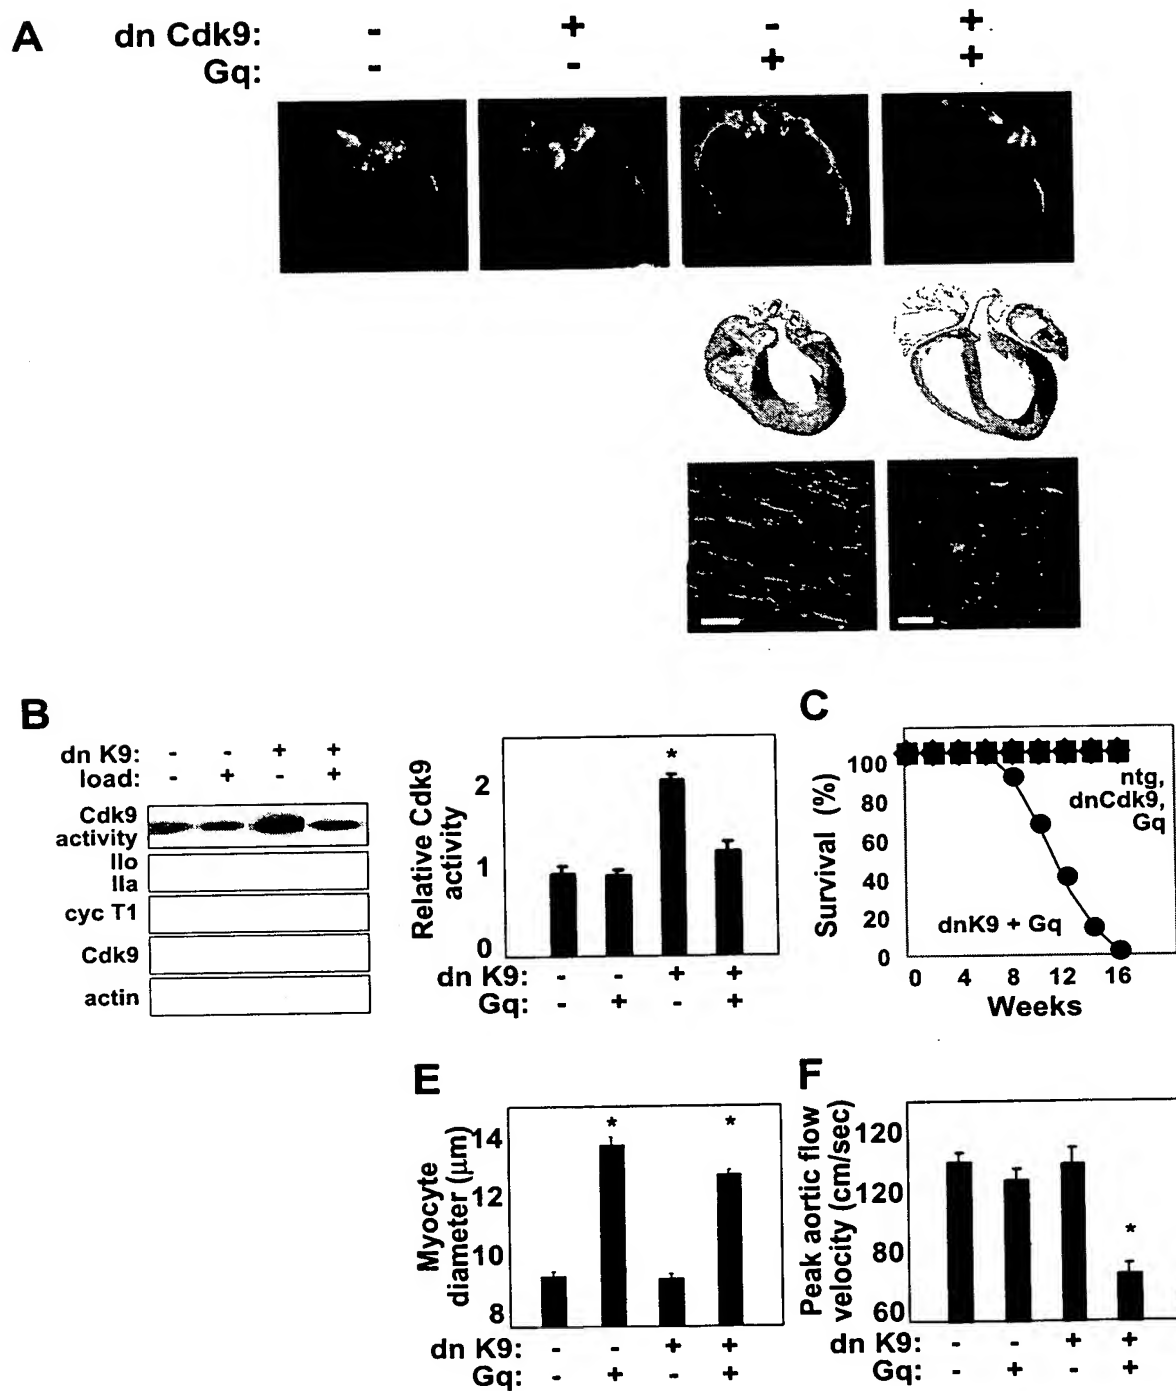 A
dn Cdk9: - + - +
Gq: - - + +
B
dn K9: - - + +
load: - + - +
Cdk9
activity
IIo
IIa
cyc T1
Cdk9
actin
Relative Cdk9
activity
2
1
0
*
dn K9: - - + +
Gq: - + - +
C
Survival (%)
100
80
60
40
20
0
ntg,
dnCdk9,
Gq
dnK9 + Gq
0 4 8 12 16
Weeks
E
Myocyte
diameter (μm)
14
12
10
8
* *
dn K9: - - + +
Gq: - + - +
F
Peak aortic flow
velocity (cm/sec)
120
120
80
60
*
dn K9: - - + +
Gq: - + - +